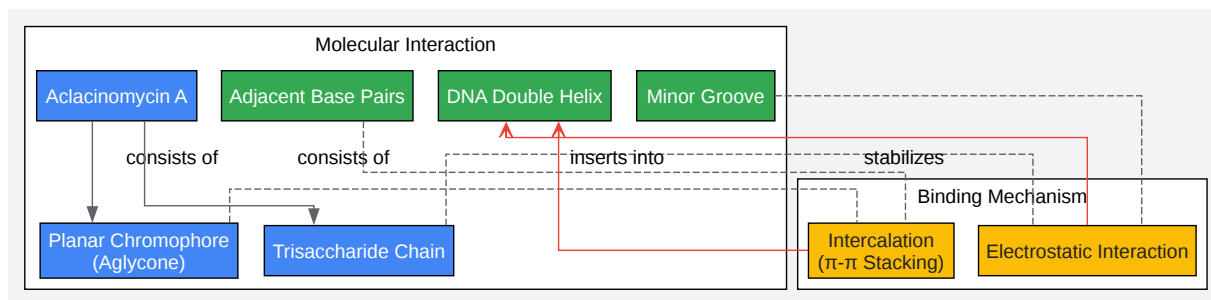 Molecular Interaction
Aclacinomycin A
Adjacent Base Pairs
DNA Double Helix
Minor Groove
consists of
consists of
inserts into
stabilizes
Binding Mechanism
Planar Chromophore
(Aglycone)
Trisaccharide Chain
Intercalation
(π-π Stacking)
Electrostatic Interaction